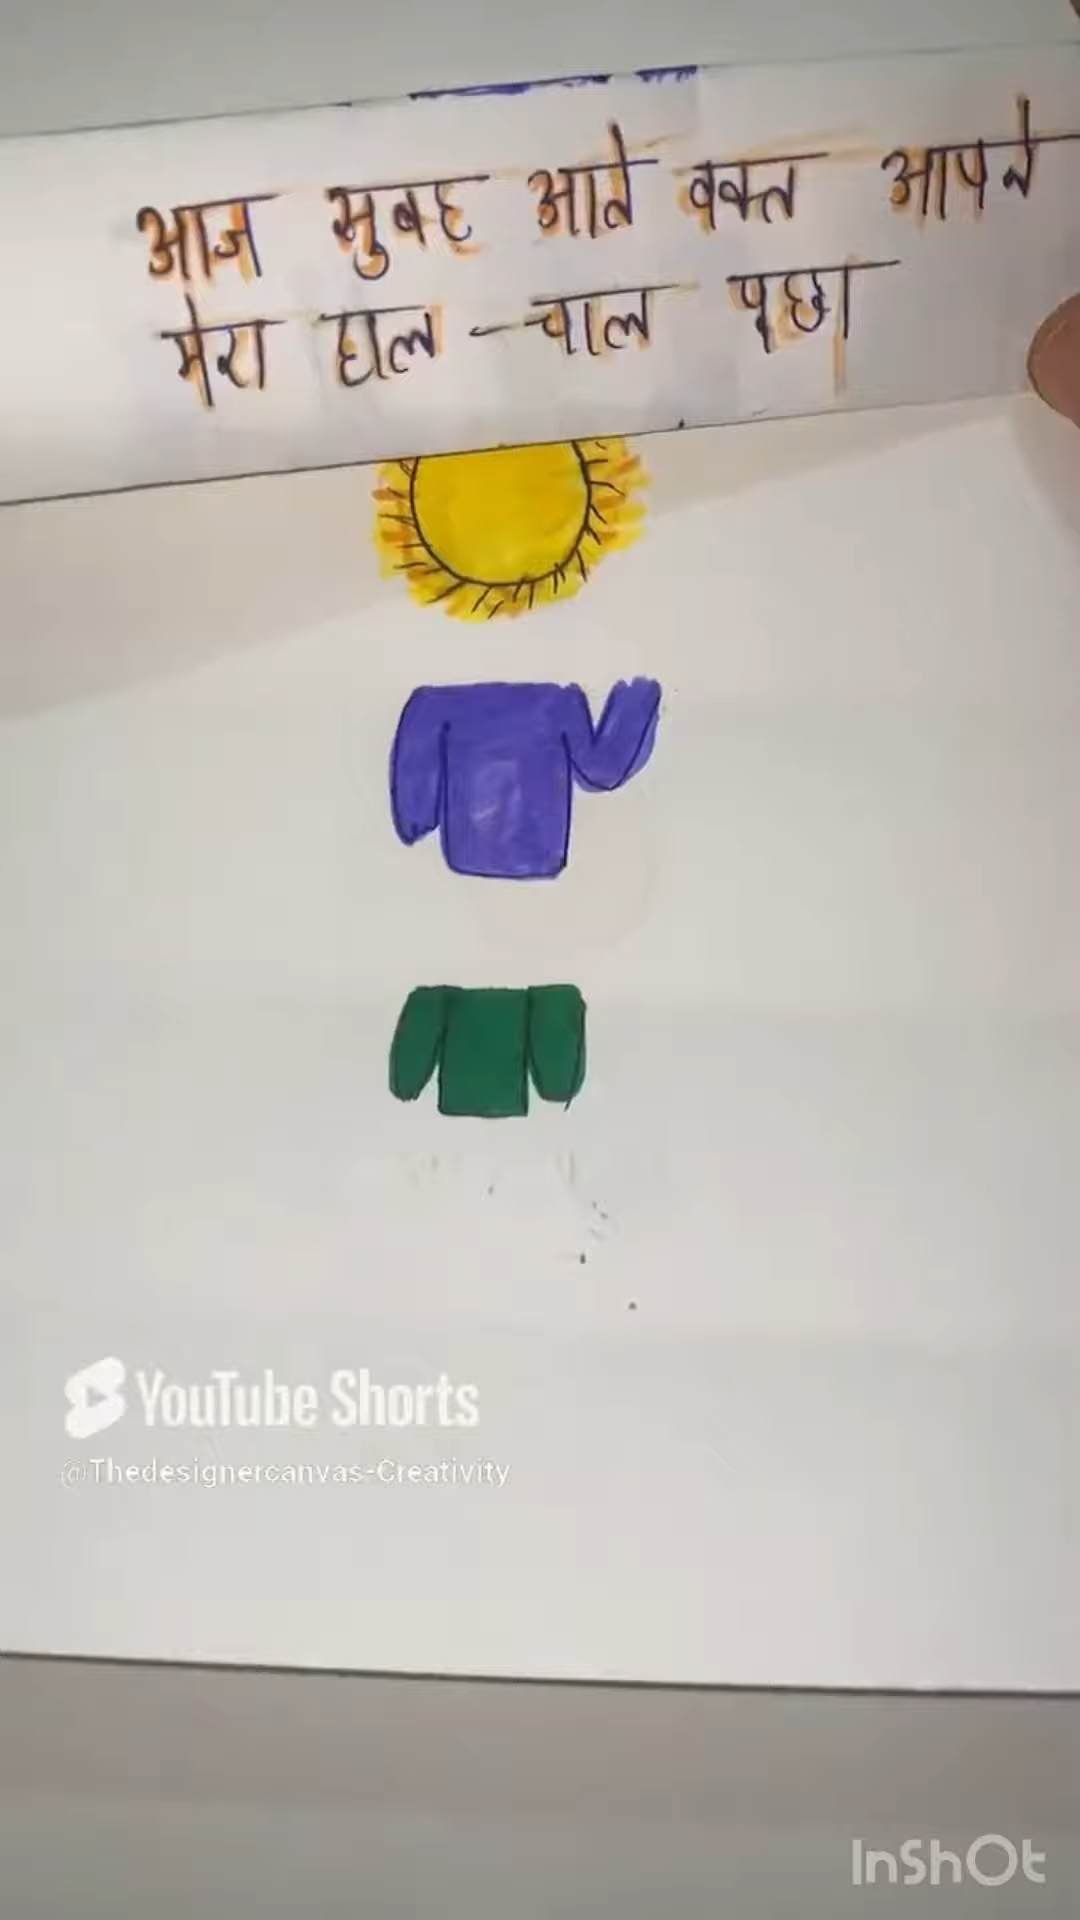 आज सुबह आते वक्त आपने
मेरा हाल-चाल पूछा
YouTube Shorts
@Thedesignercanvas-Creativity
InShOt